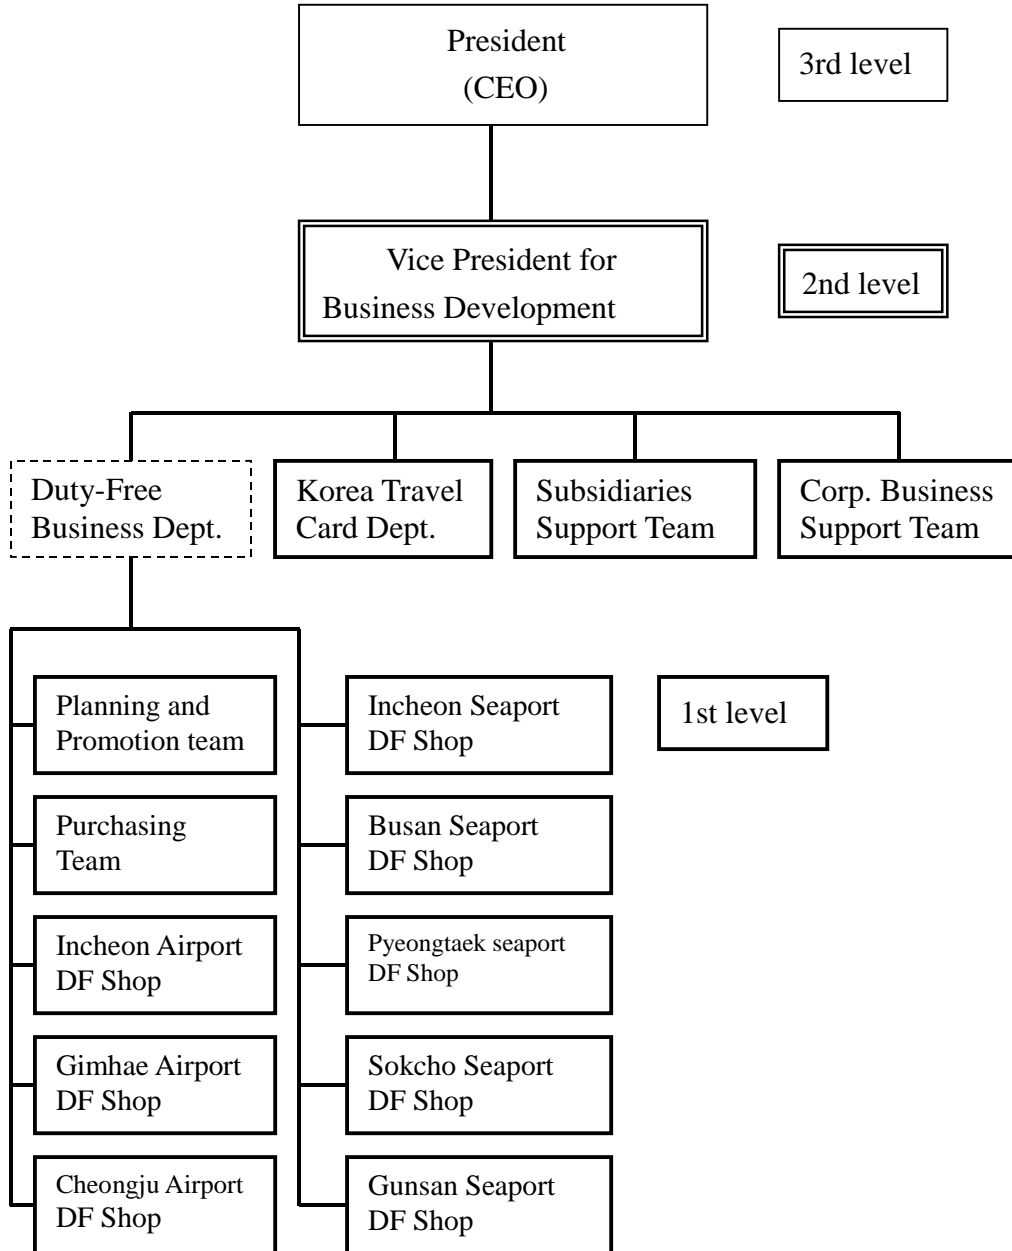 President
(CEO)
3rd level
Vice President for
Business Development
2nd level
Duty-Free
Business Dept.
Korea Travel
Card Dept.
Subsidiaries
Support Team
Corp. Business
Support Team
Planning and
Promotion team
Incheon Seaport
DF Shop
1st level
Purchasing
Team
Busan Seaport
DF Shop
Incheon Airport
DF Shop
Pyeongtaek seaport
DF Shop
Gimhae Airport
DF Shop
Sokcho Seaport
DF Shop
Cheongju Airport
DF Shop
Gunsan Seaport
DF Shop